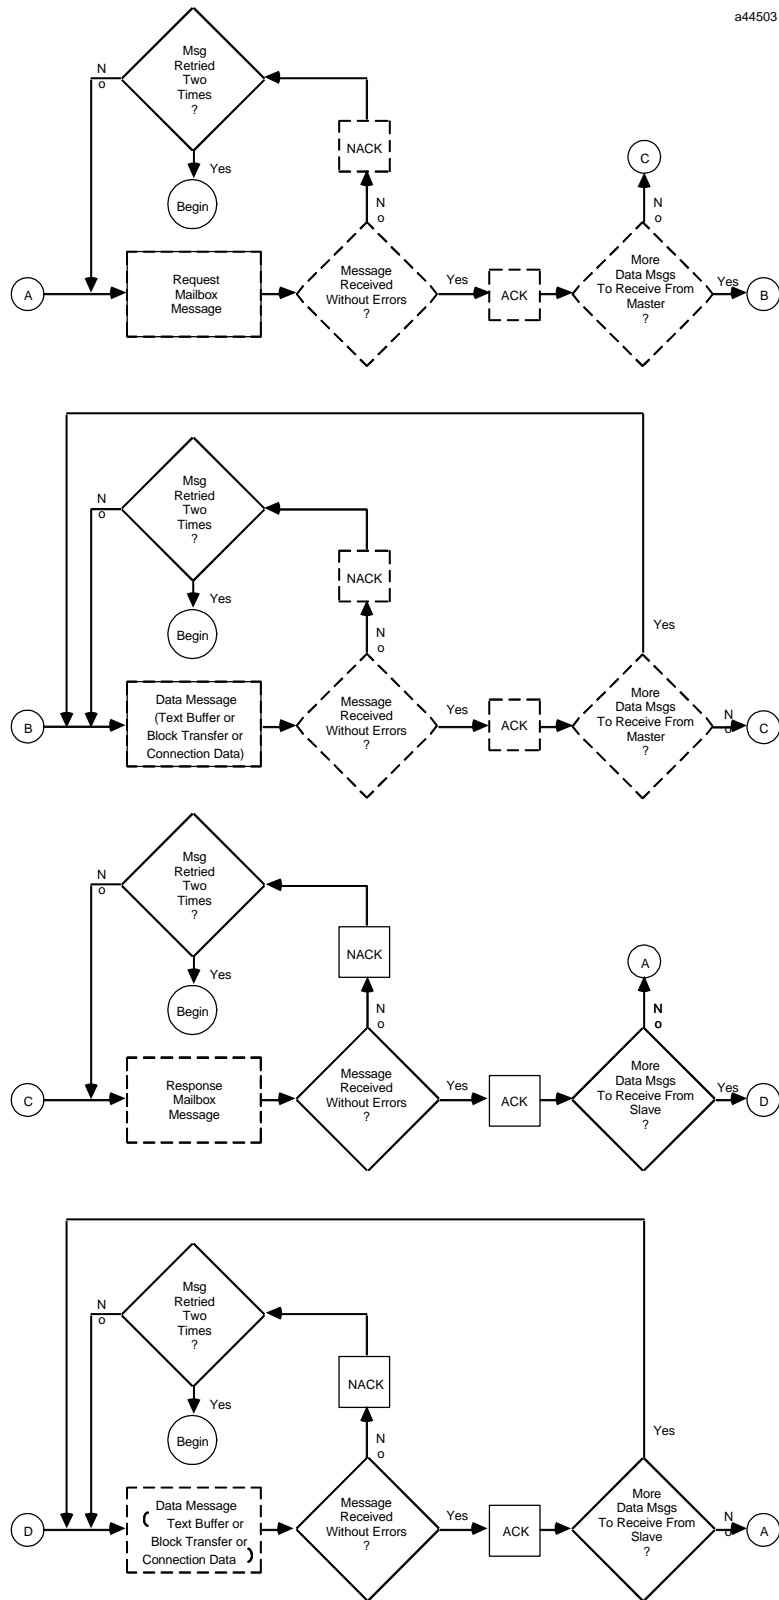 a44503
Msg
Retried
Two
Times
?
N
o
Yes
Begin
NACK
N
o
C
N
o
A
Request
Mailbox
Message
Message
Received
Without Errors
?
Yes
ACK
More
Data Msgs
To Receive From
Master
?
Yes
B
Msg
Retried
Two
Times
?
N
o
Yes
Begin
NACK
N
o
Yes
B
Data Message
(Text Buffer or
Block Transfer or
Connection Data)
Message
Received
Without Errors
?
Yes
ACK
More
Data Msgs
To Receive From
Master
?
N
o
C
Msg
Retried
Two
Times
?
N
o
Yes
Begin
NACK
N
o
A
N
o
C
Response
Mailbox
Message
Message
Received
Without Errors
?
Yes
ACK
More
Data Msgs
To Receive From
Slave
?
Yes
D
Msg
Retried
Two
Times
?
N
o
Yes
Begin
NACK
N
o
Yes
D
Data Message
( Text Buffer or
Block Transfer or
Connection Data )
Message
Received
Without Errors
?
Yes
ACK
More
Data Msgs
To Receive From
Slave
?
N
o
A